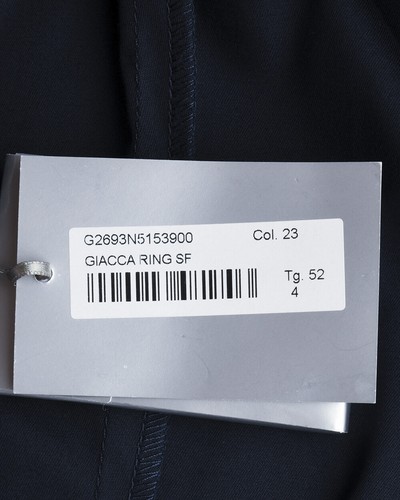 G2693N5153900 Col. 23
GIACCA RING SF
Tg. 52
4